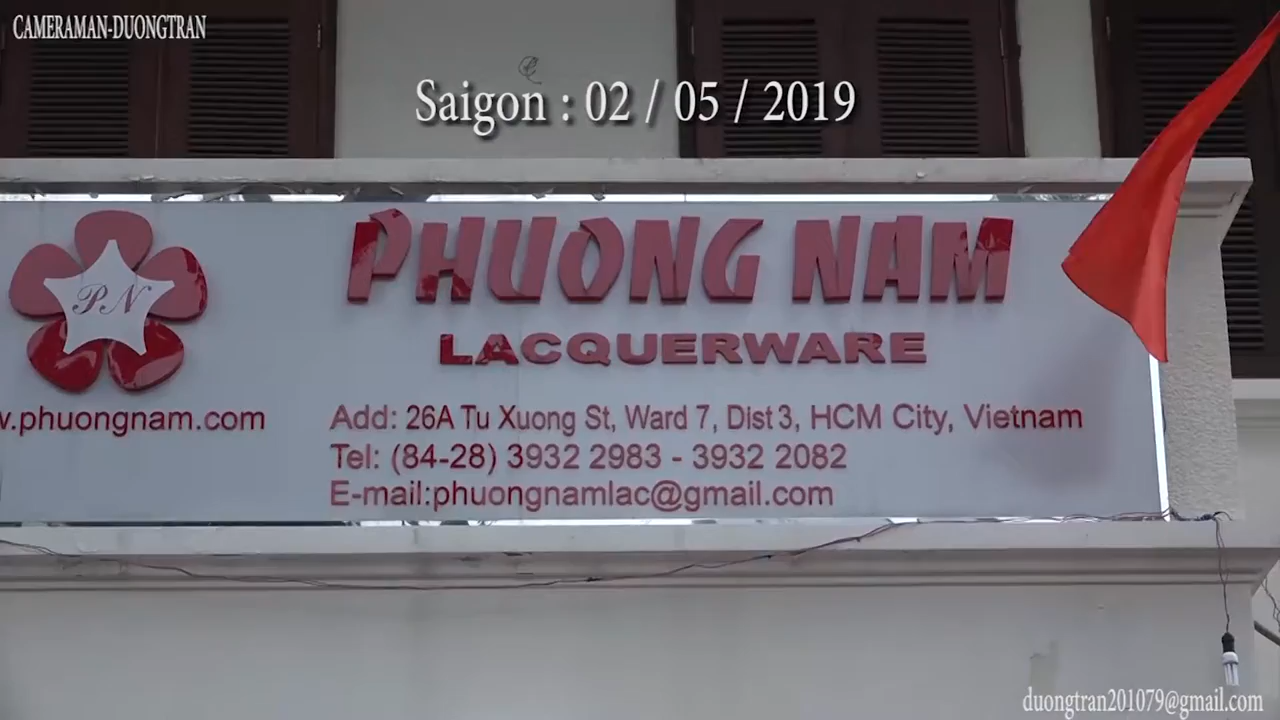 CAMERAMAN-DUONGTRAN
Saigon : 02 / 05 / 2019
PHUONG NAM
LACQUERWARE
PN
.phuongnam.com
Add: 26A Tu Xuong St, Ward 7, Dist 3, HCM City, Vietnam
Tel: (84-28) 3932 2983 - 3932 2082
E-mail:phuongnamlac@gmail.com
duongtran201079@gmail.com